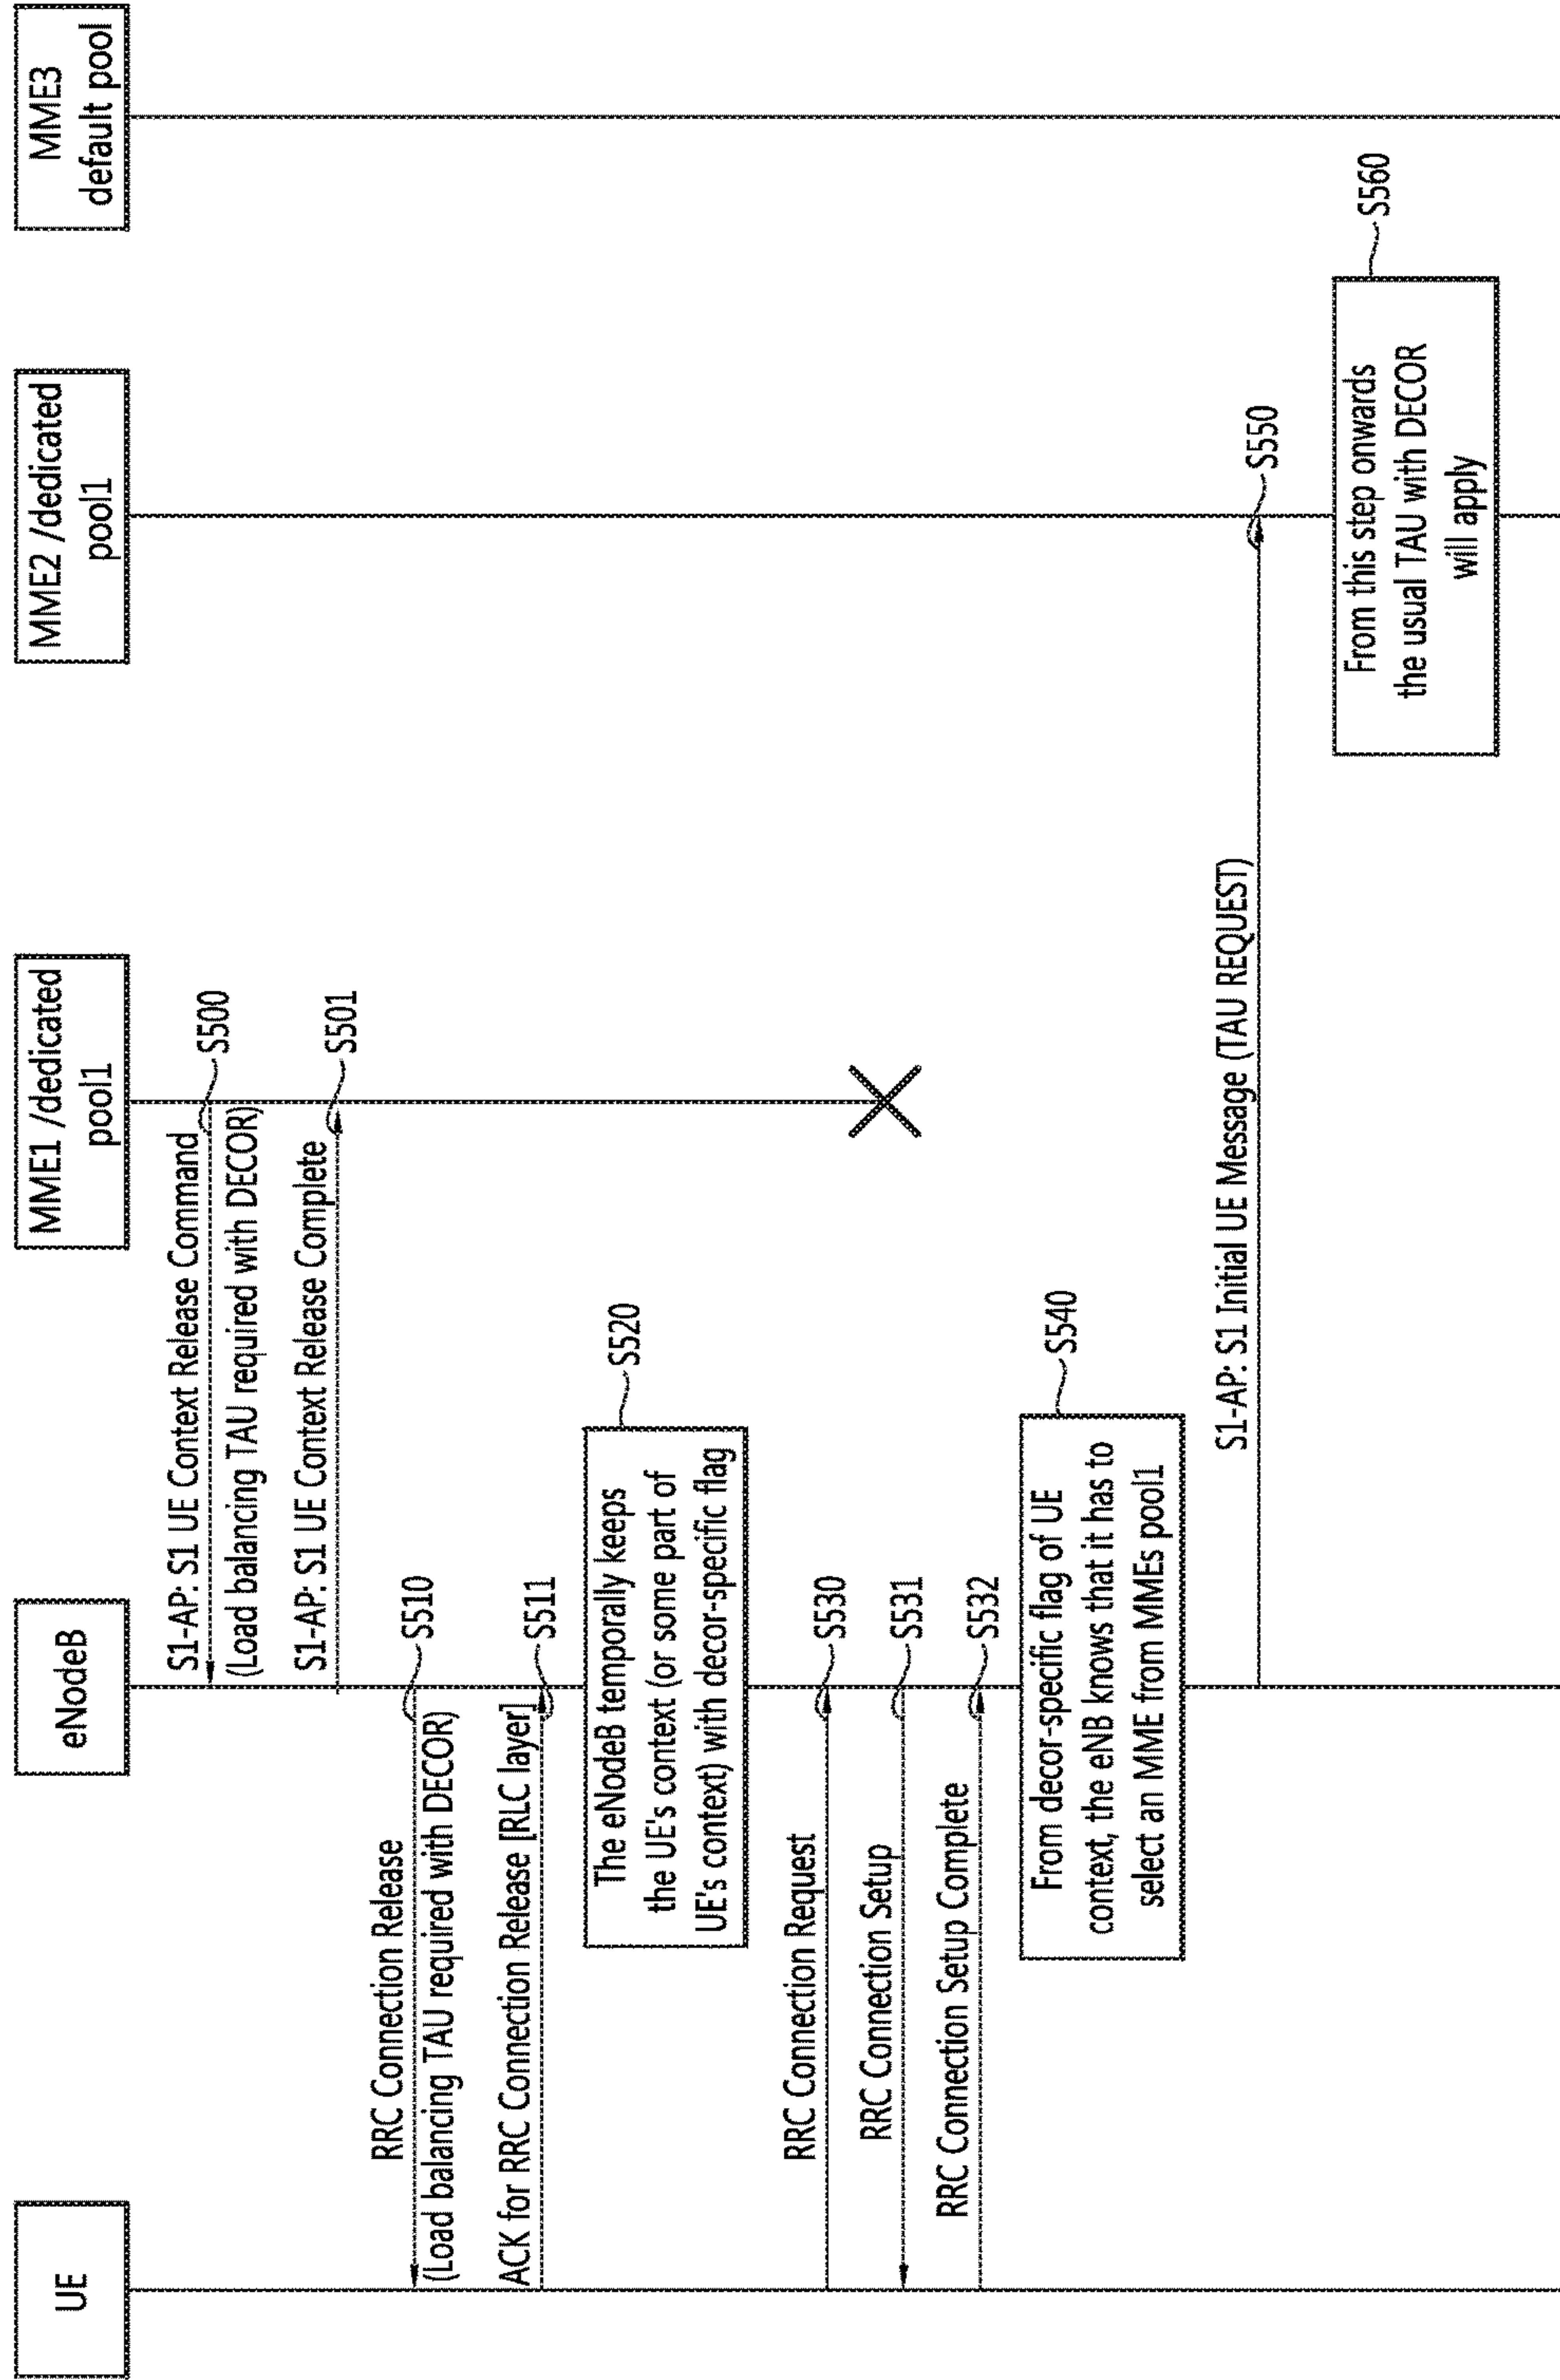 UE
eNodeB
MME1 /dedicated
pool1
MME2 /dedicated
pool1
MME3
default pool
S1-AP: S1 UE Context Release Command
S500
(Load balancing TAU required with DECOR)
S1-AP: S1 UE Context Release Complete
S501
RRC Connection Release
S510
(Load balancing TAU required with DECOR)
ACK for RRC Connection Release [RLC layer]
S511
S520
The eNodeB temporally keeps
the UE's context (or some part of
UE's context) with decor-specific flag
RRC Connection Request
S530
RRC Connection Setup
S531
RRC Connection Setup Complete
S532
S540
From decor-specific flag of UE
context, the eNB knows that it has to
select an MME from MMEs pool1
S1-AP: S1 Initial UE Message (TAU REQUEST)
S550
S560
From this step onwards
the usual TAU with DECOR
will apply